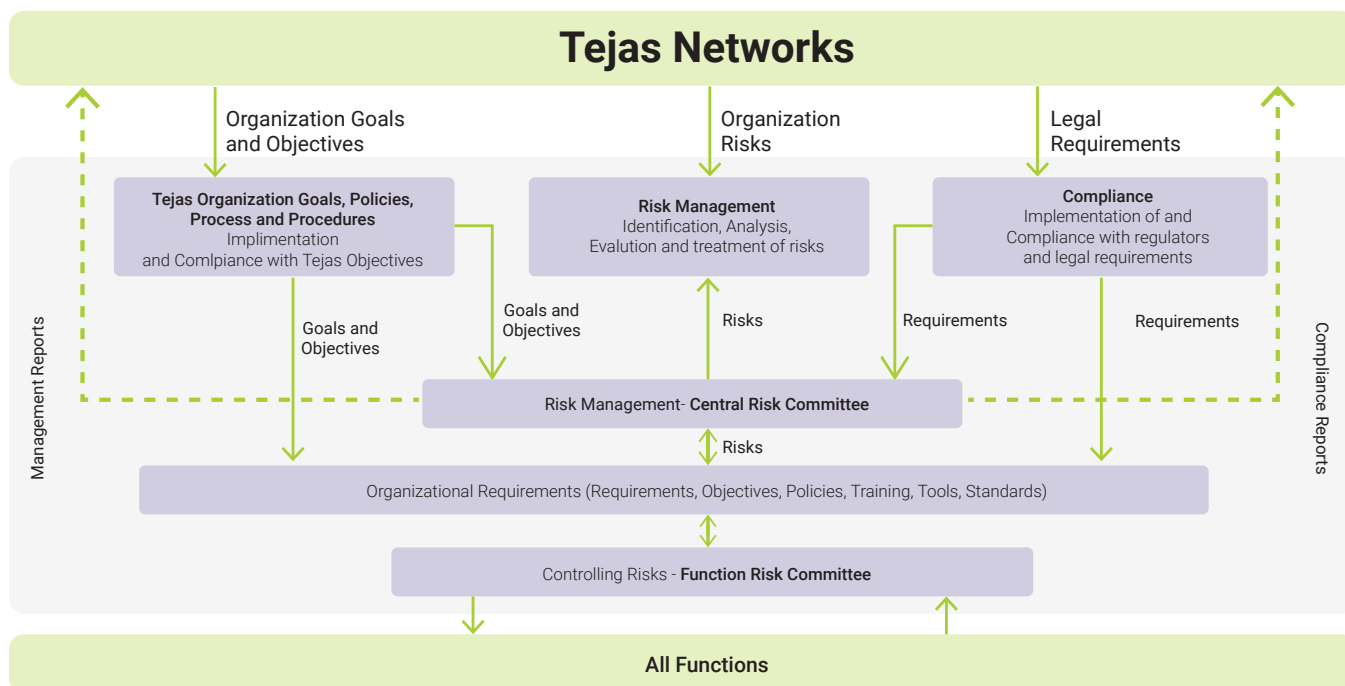 Tejas Networks
Organization Goals
and Objectives
Organization
Risks
Legal
Requirements
Tejas Organization Goals, Policies,
Process and Procedures
Implimentation
and Comlpiance with Tejas Objectives
Risk Management
Identification, Analysis,
Evalution and treatment of risks
Compliance
Implementation of and
Compliance with regulators
and legal requirements
Goals and
Objectives
Goals and
Objectives
Risks
Requirements
Requirements
Management Reports
Compliance Reports
Risk Management- Central Risk Committee
Risks
Organizational Requirements (Requirements, Objectives, Policies, Training, Tools, Standards)
Controlling Risks - Function Risk Committee
All Functions